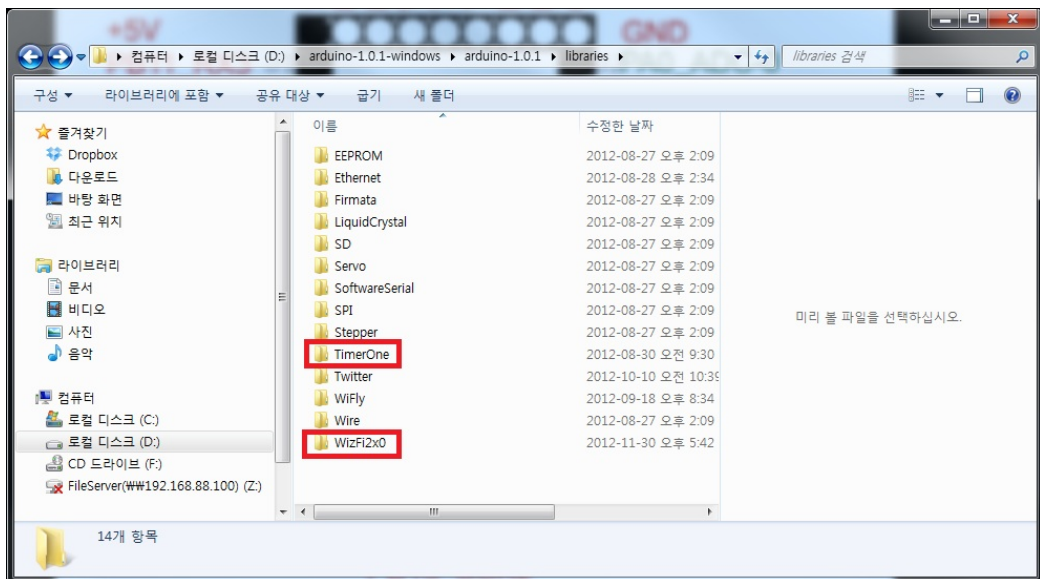 +5V
GND
컴퓨터 ▸ 로컬 디스크 (D:) ▸ arduino-1.0.1-windows ▸ arduino-1.0.1 ▸ libraries ▸
libraries 검색
구성 ▾ 라이브러리에 포함 ▾ 공유 대상 ▾ 굽기 새 폴더
즐겨찾기
Dropbox
다운로드
바탕 화면
최근 위치
라이브러리
문서
비디오
사진
음악
컴퓨터
로컬 디스크 (C:)
로컬 디스크 (D:)
CD 드라이브 (F:)
FileServer(₩₩192.168.88.100) (Z:)
이름 수정한 날짜
EEPROM 2012-08-27 오후 2:09
Ethernet 2012-08-28 오후 2:34
Firmata 2012-08-27 오후 2:09
LiquidCrystal 2012-08-27 오후 2:09
SD 2012-08-27 오후 2:09
Servo 2012-08-27 오후 2:09
SoftwareSerial 2012-08-27 오후 2:09
SPI 2012-08-27 오후 2:09
Stepper 2012-08-27 오후 2:09
TimerOne 2012-08-30 오전 9:30
Twitter 2012-10-10 오전 10:39
WiFly 2012-09-18 오후 8:34
Wire 2012-08-27 오후 2:09
WizFi2x0 2012-11-30 오후 5:42
미리 볼 파일을 선택하십시오.
14개 항목